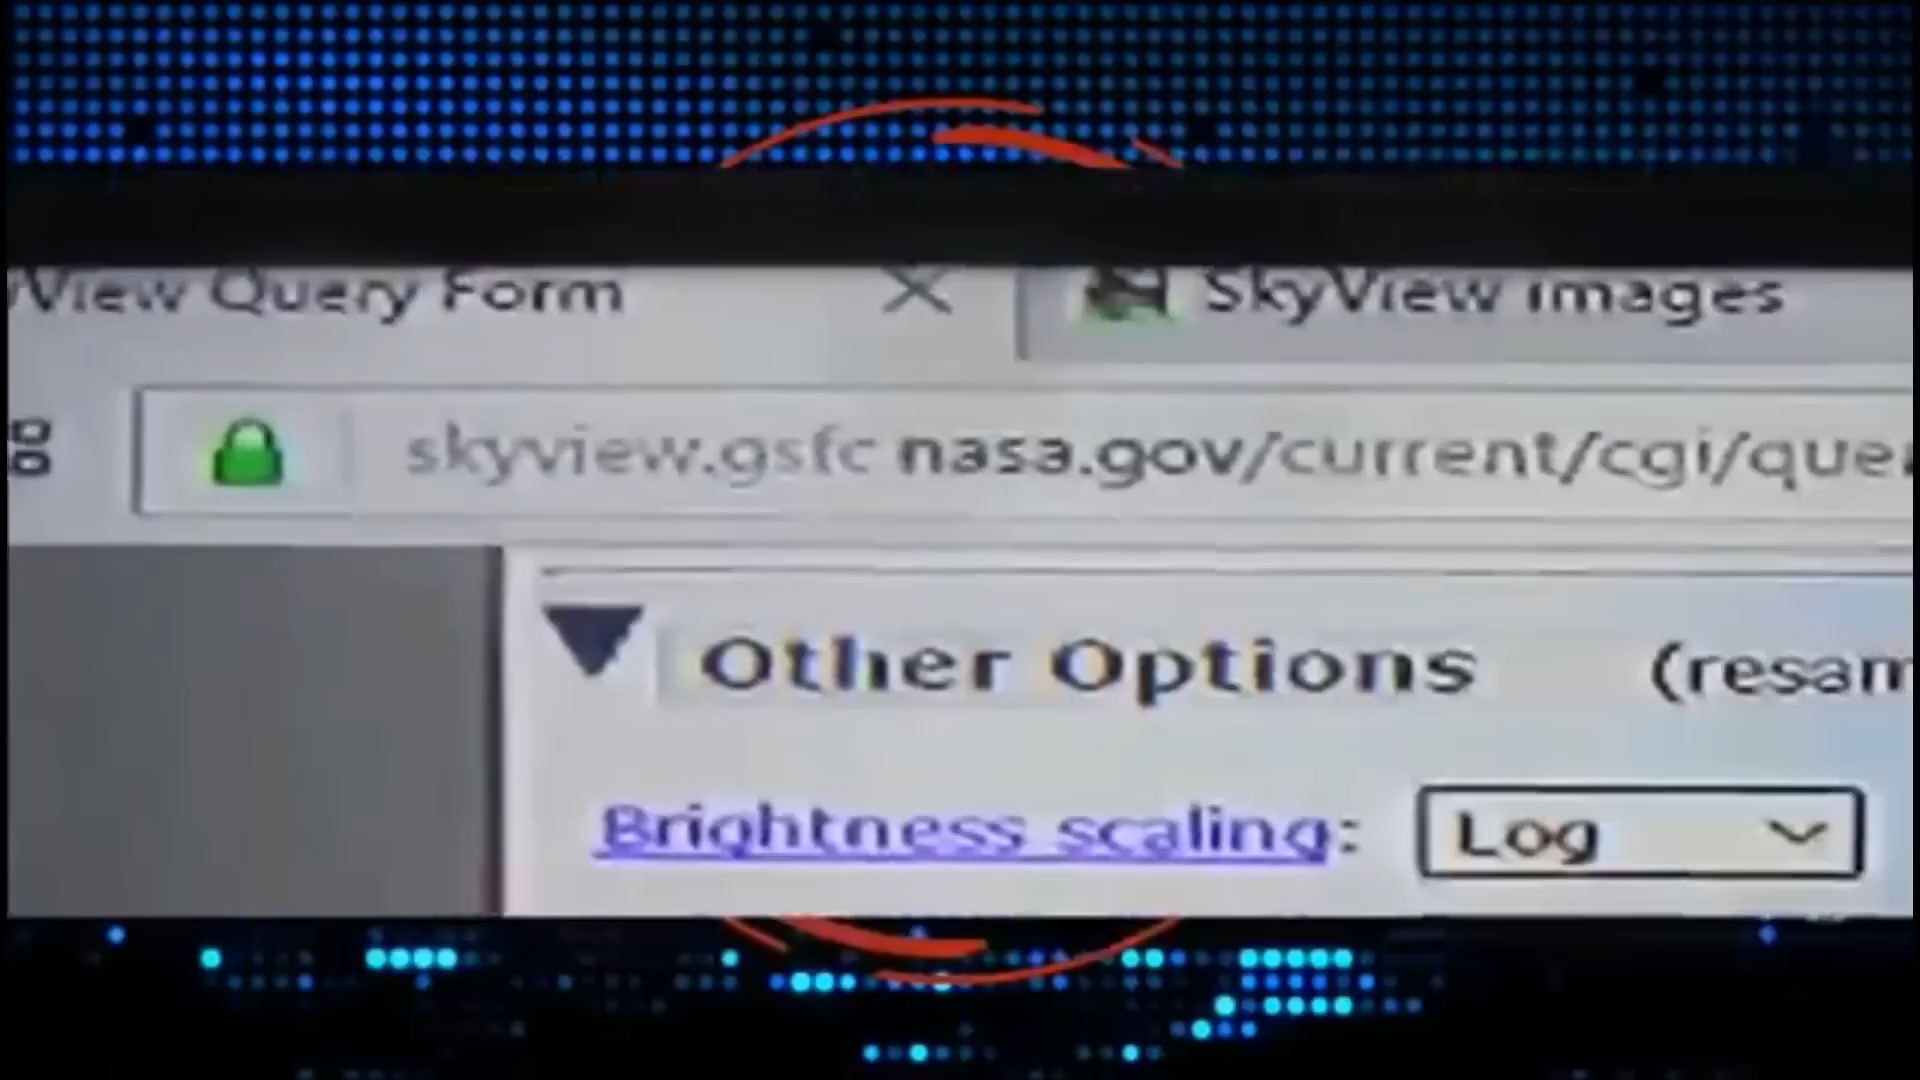 View Query Form
SkyView images
skyview.gsfc.nasa.gov/current/cgi/que
Other Options (resam
Brightness scaling: Log